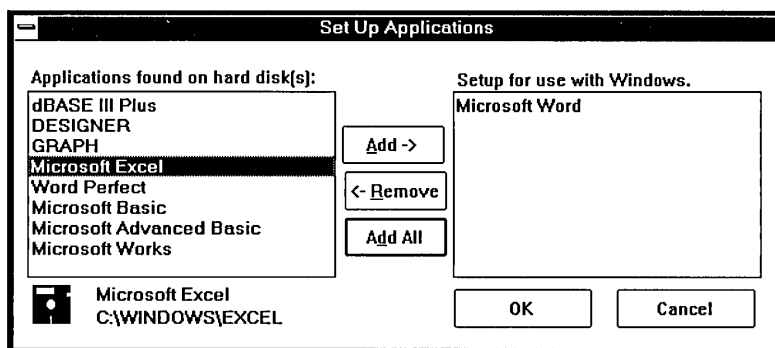 Set Up Applications
Applications found on hard disk(s):
dBASE III Plus
DESIGNER
GRAPH
Microsoft Excel
Word Perfect
Microsoft Basic
Microsoft Advanced Basic
Microsoft Works
Add ->
<- Remove
Add All
Setup for use with Windows.
Microsoft Word
Microsoft Excel
C:\WINDOWS\EXCEL
OK
Cancel